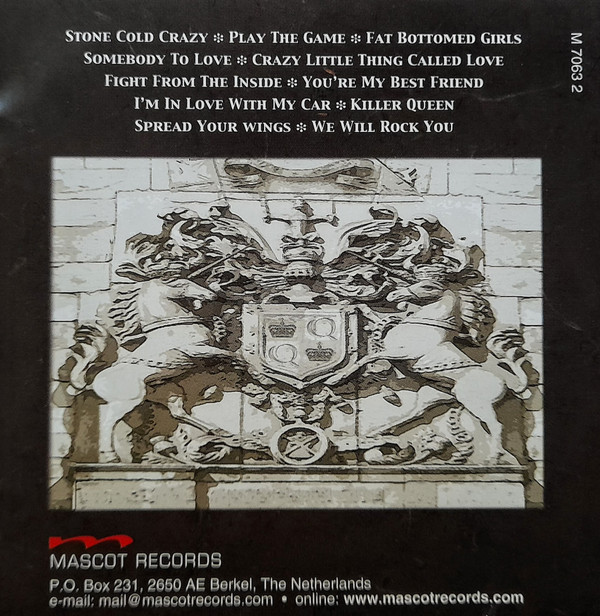 STONE COLD CRAZY ❇ PLAY THE GAME ❇ FAT BOTTOMED GIRLS
SOMEBODY TO LOVE ❇ CRAZY LITTLE THING CALLED LOVE
FIGHT FROM THE INSIDE ❇ YOU'RE MY BEST FRIEND
I'M IN LOVE WITH MY CAR ❇ KILLER QUEEN
SPREAD YOUR WINGS ❇ WE WILL ROCK YOU
M 7063 2
MASCOT RECORDS
P.O. Box 231, 2650 AE Berkel, The Netherlands
e-mail: mail@mascotrecords.com • online: www.mascotrecords.com